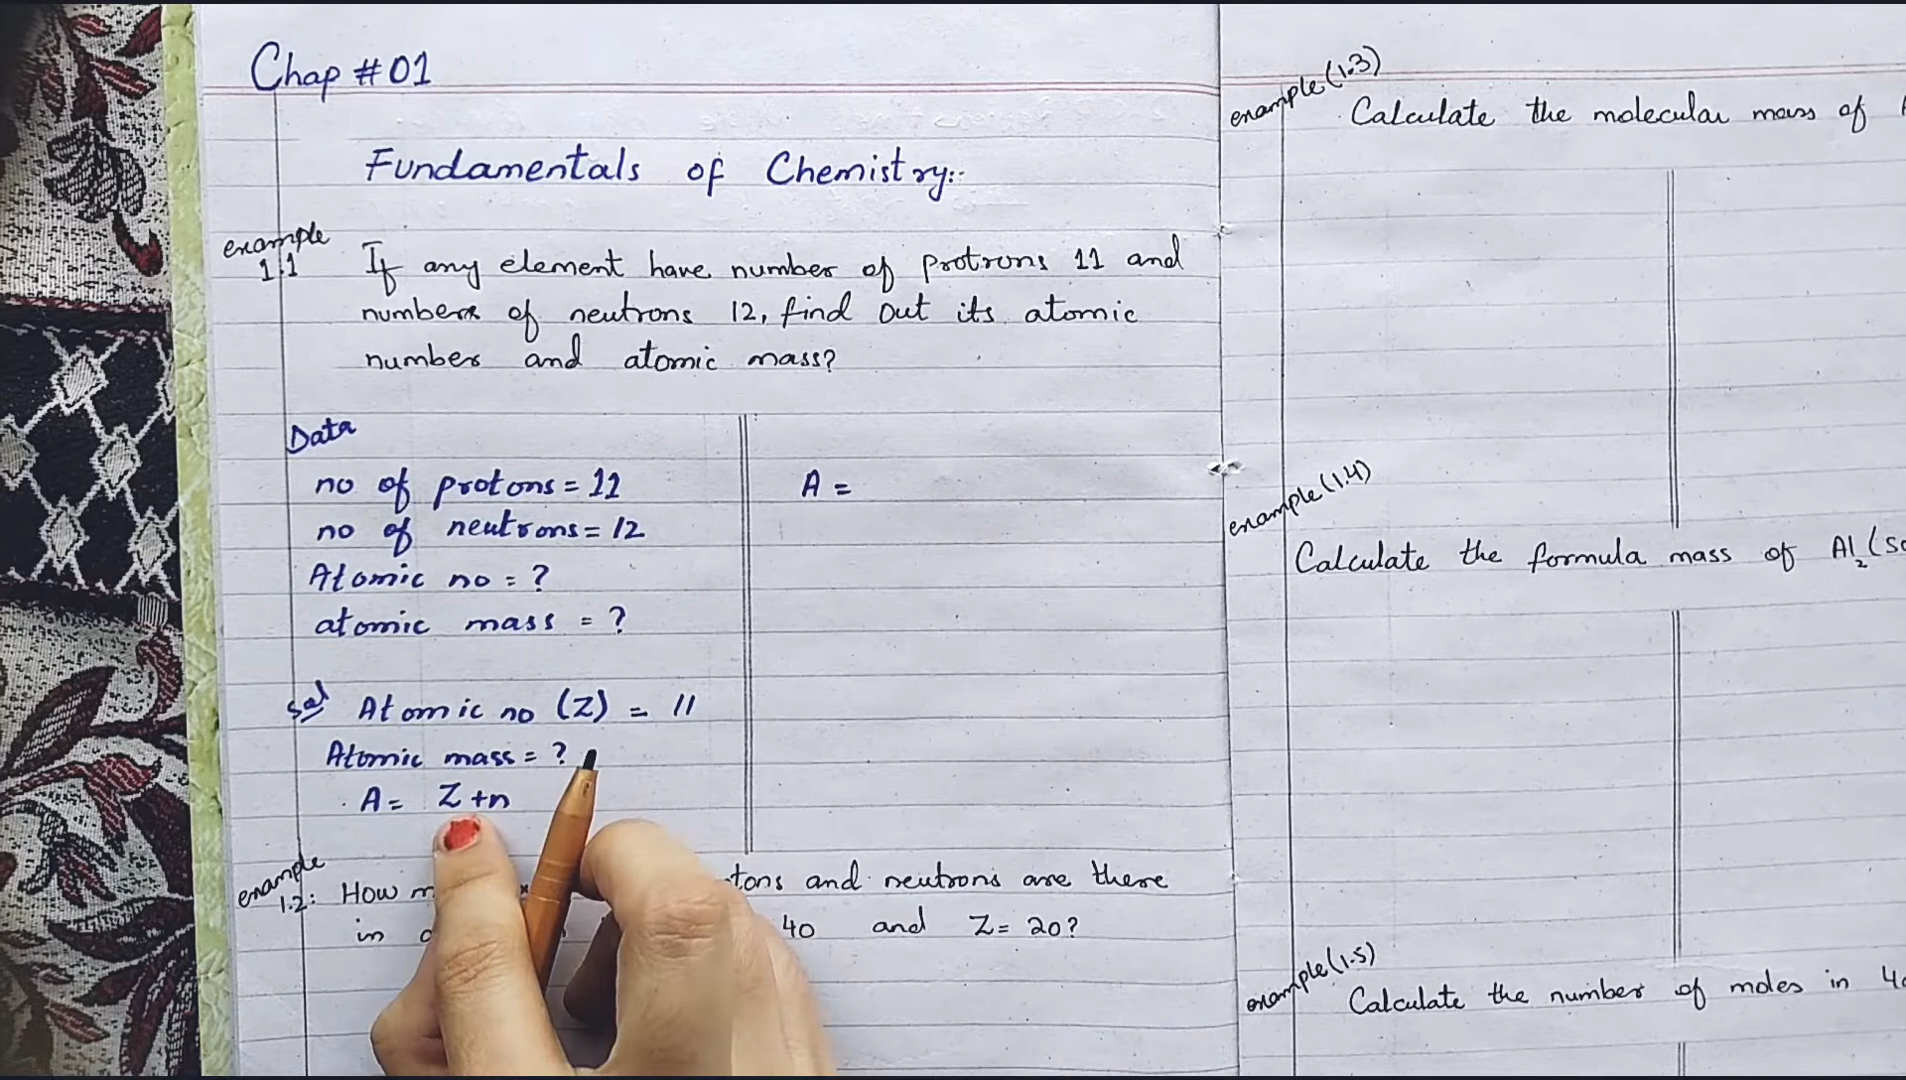 Chap #01
Fundamentals of Chemistry:-
example
1.1
If any element have number of protrons 11 and
numbers of neutrons 12, find out its atomic
number and atomic mass?
Data
no of protons = 11
no of neutrons = 12
Atomic no = ?
atomic mass = ?
A =
Sol Atomic no (Z) = 11
Atomic mass = ?
A = Z+n
example
1.2: How and neutrons are there
in 40 and Z = 20?
example (1.3)
Calculate the molecular mass of
example (1.4)
Calculate the formula mass of Al2(
example (1.5)
Calculate the number of moles in